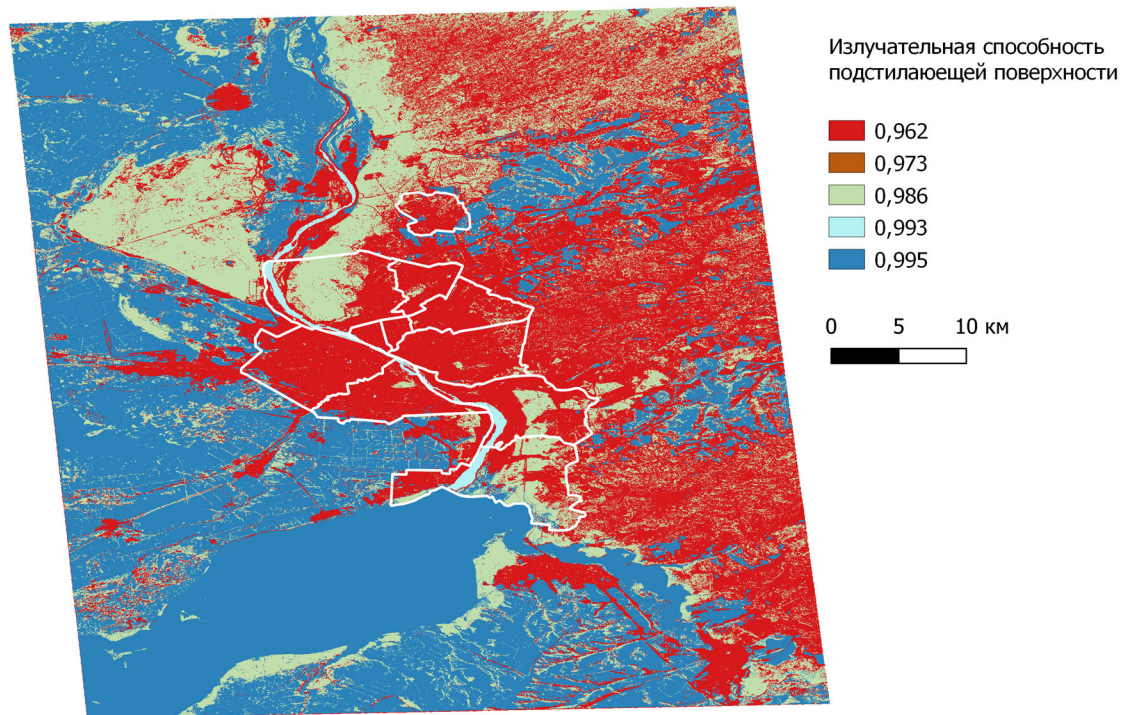 Излучательная способность
подстилаюещей поверхности
0,962
0,973
0,986
0,993
0,995
0 5 10 км